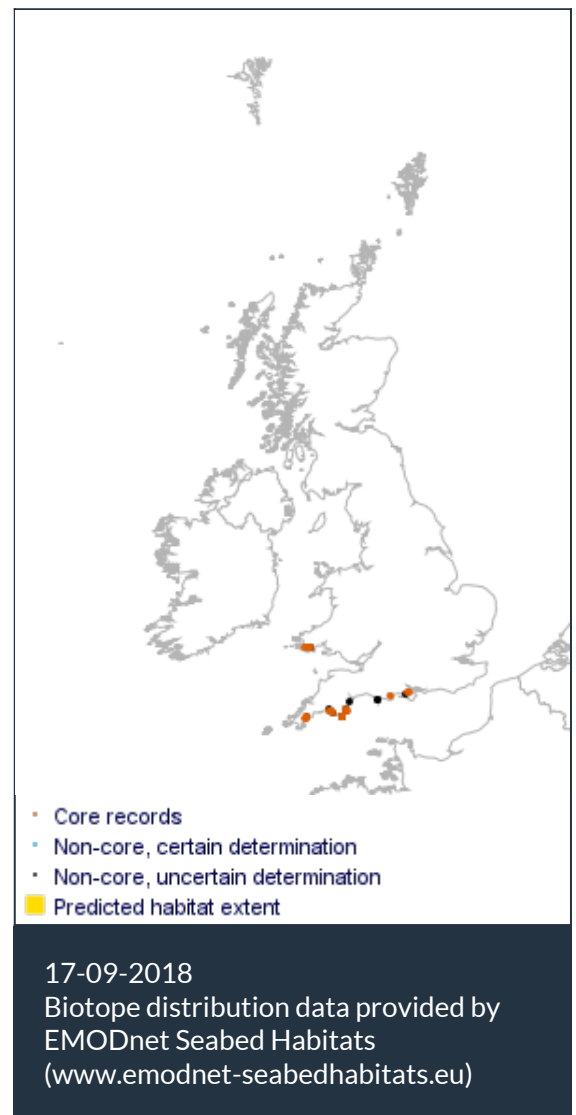 Core records
Non-core, certain determination
Non-core, uncertain determination
Predicted habitat extent
17-09-2018
Biotope distribution data provided by
EMODnet Seabed Habitats
(www.emodnet-seabedhabitats.eu)